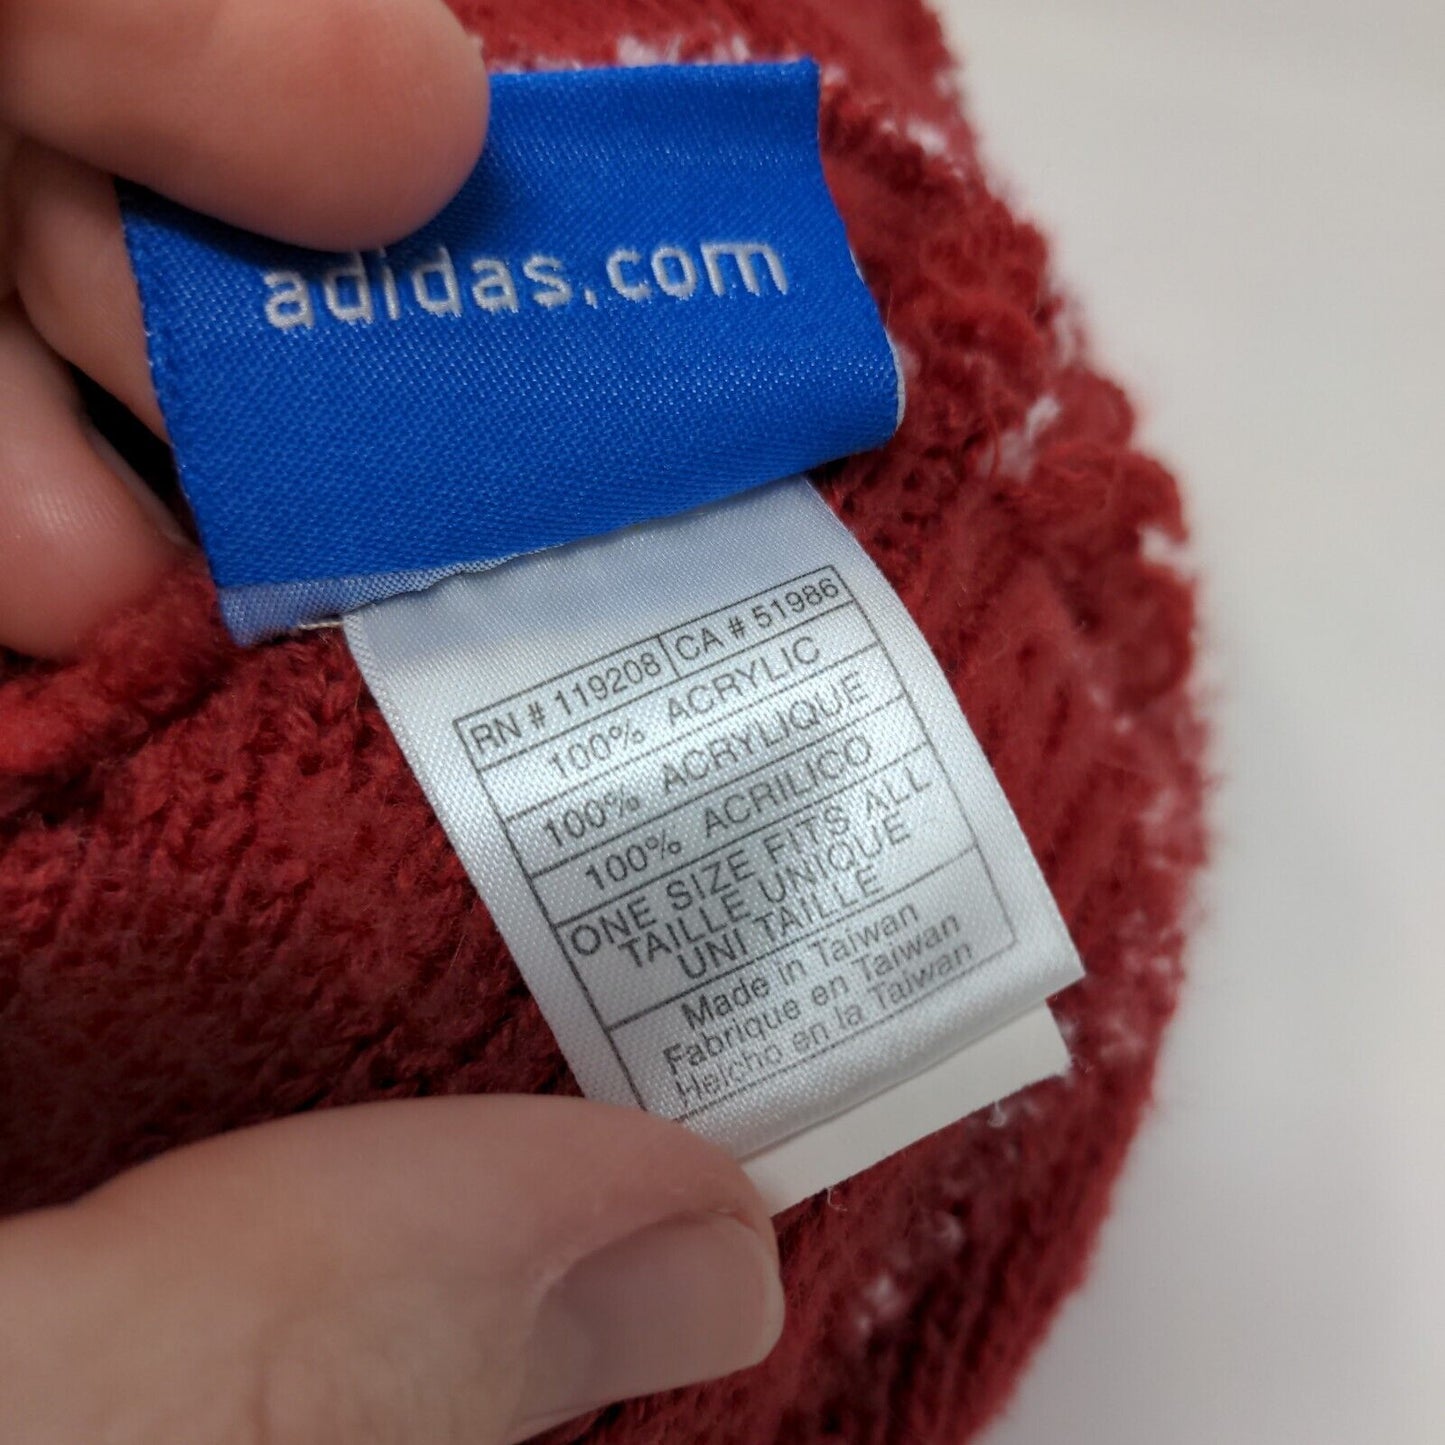 adidas.com
RN # 119208 CA # 51986
100% ACRYLIC
100% ACRYLIQUE
100% ACRILICO
ONE SIZE FITS ALL
TAILLE UNIQUE
UNI TAILLE
Made in Taiwan
Fabrique en Taiwan
Helcho en la Taiwan